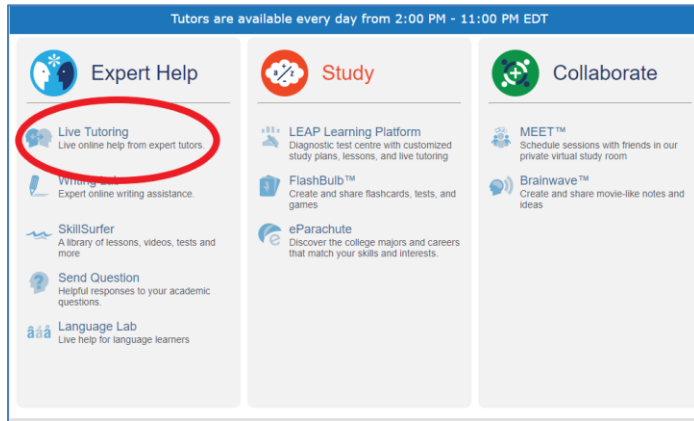 Tutors are available every day from 2:00 PM - 11:00 PM EDT
Expert Help
Live Tutoring
Live online help from expert tutors.
Writing
Expert online writing assistance.
SkillSurfer
A library of lessons, videos, tests and
more
Send Question
Helpful responses to your academic
questions.
âáà Language Lab
Live help for language learners
Study
LEAP Learning Platform
Diagnostic test centre with customized
study plans, lessons, and live tutoring
FlashBulb™
Create and share flashcards, tests, and
games
eParachute
Discover the college majors and careers
that match your skills and interests.
Collaborate
MEET™
Schedule sessions with friends in our
private virtual study room
Brainwave™
Create and share movie-like notes and
ideas